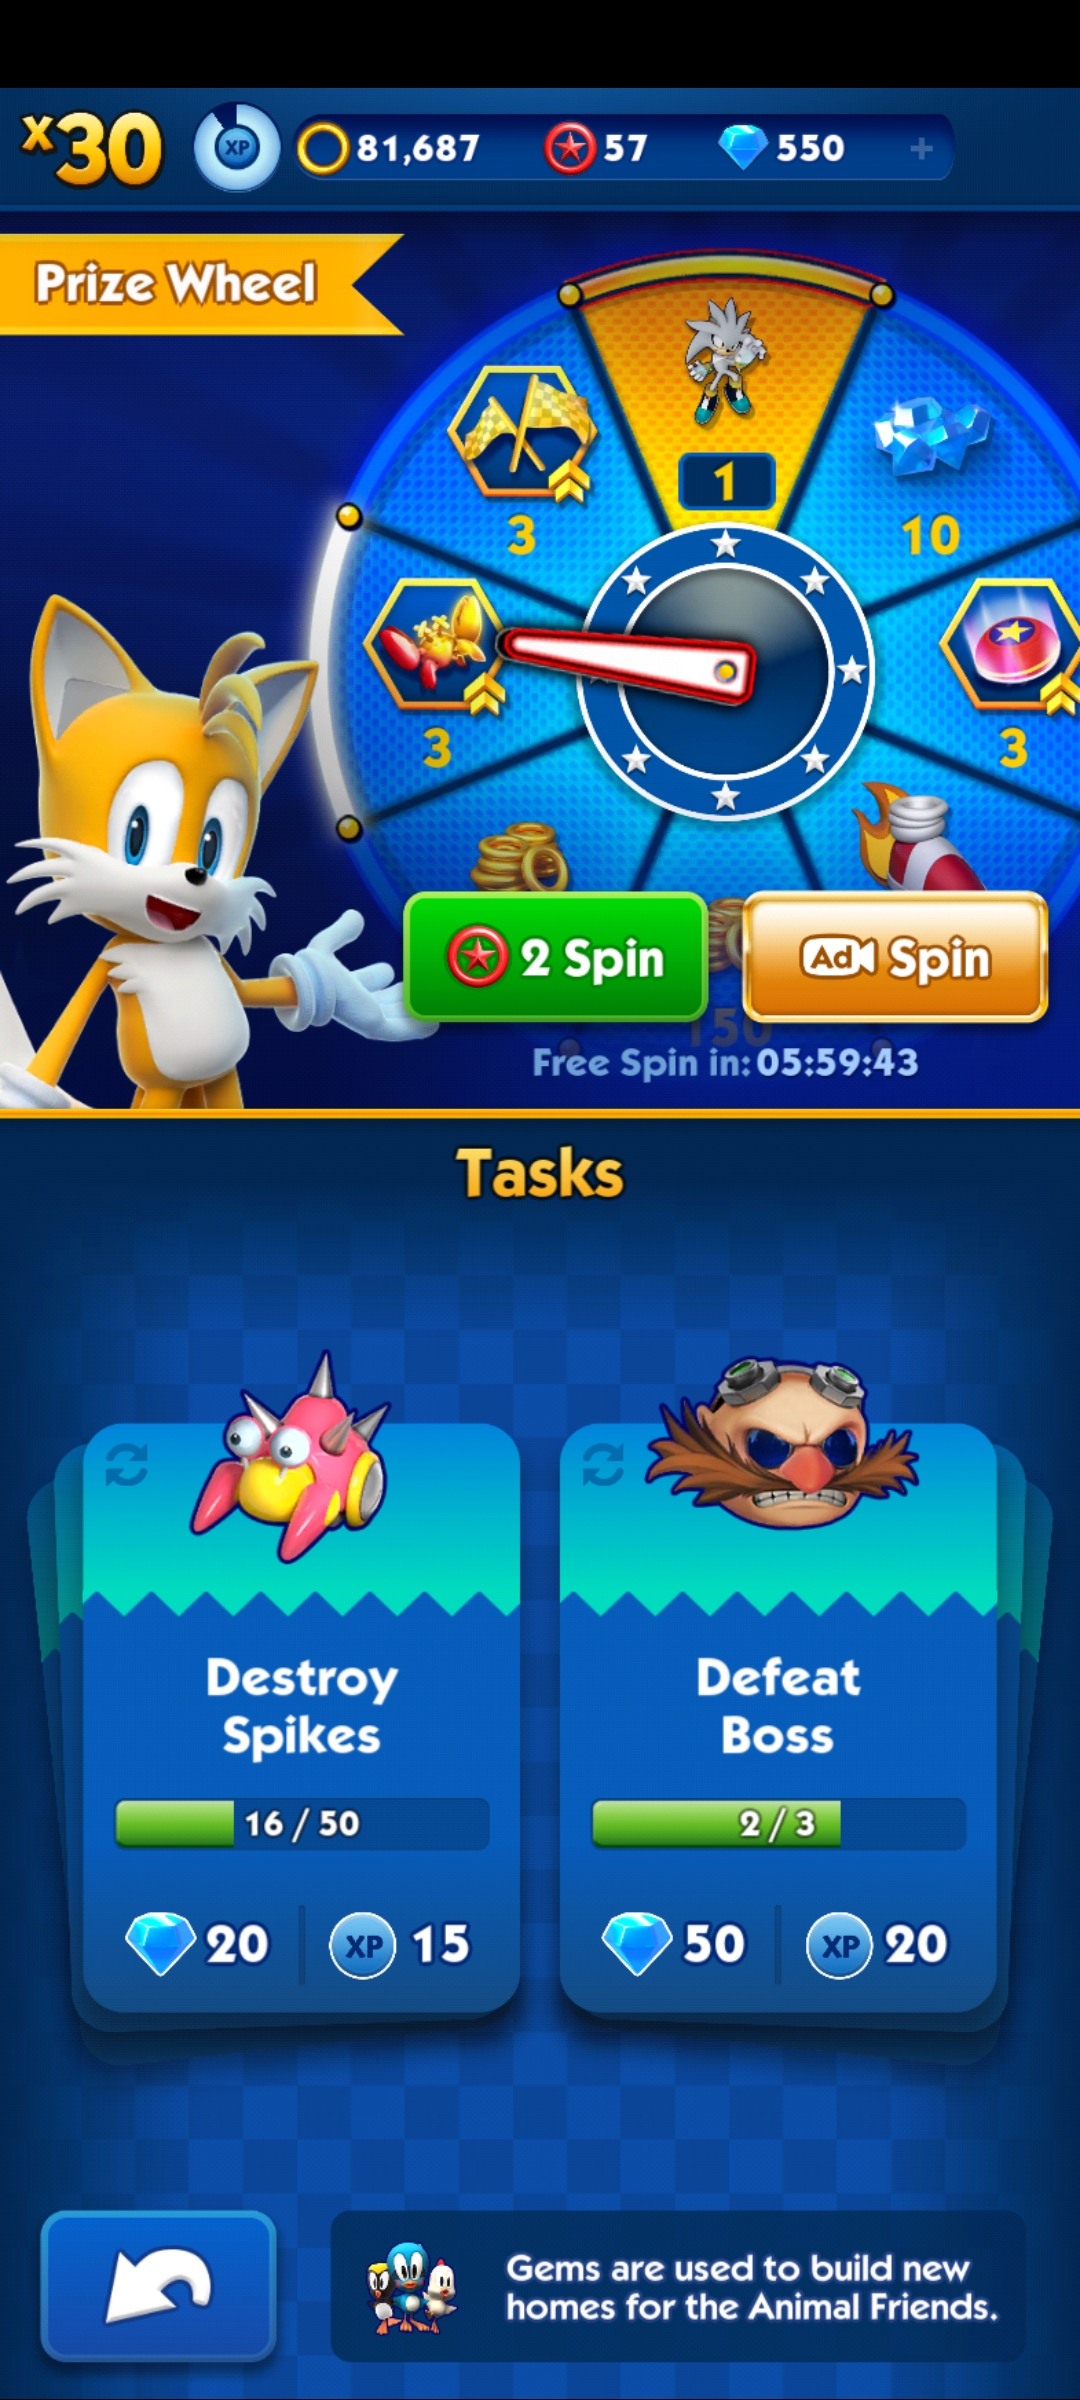 x30
XP
81,687
57
550
+
Prize Wheel
1
3
10
3
3
2 Spin
Ad Spin
150
Free Spin in: 05:59:43
Tasks
Destroy
Spikes
16 / 50
20
XP 15
Defeat
Boss
2 / 3
50
XP 20
Gems are used to build new
homes for the Animal Friends.